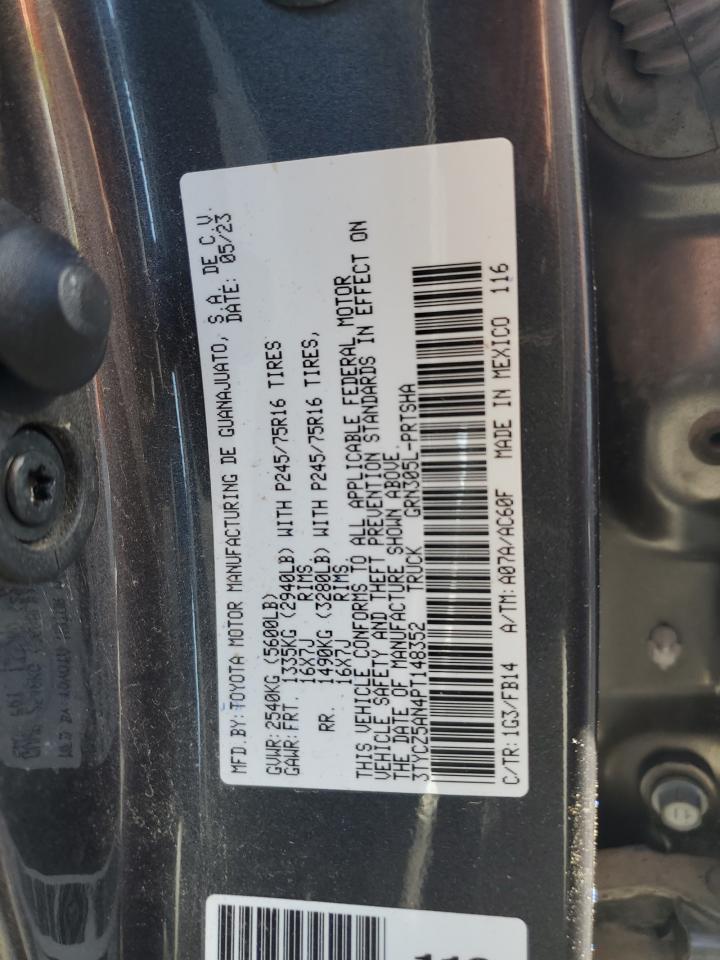 MFD. BY: TOYOTA MOTOR MANUFACTURING DE GUANAJUATO, S.A. DE C.V.
DATE: 05/23
GVWR: 2540KG (5600LB)
GAWR: FRT. 1335KG (2940LB) WITH P245/75R16 TIRES
16X7J RIMS,
RR. 1490KG (3280LB) WITH P245/75R16 TIRES,
16X7J RIMS.
THIS VEHICLE CONFORMS TO ALL APPLICABLE FEDERAL MOTOR
VEHICLE SAFETY AND THEFT PREVENTION STANDARDS IN EFFECT ON
THE DATE OF MANUFACTURE SHOWN ABOVE.
3TYCZ5AN4PT148352 TRUCK GRN305L-PRTSHA
C/TR: 1G3/FB14 A/TM: A07A/AC60F MADE IN MEXICO 116